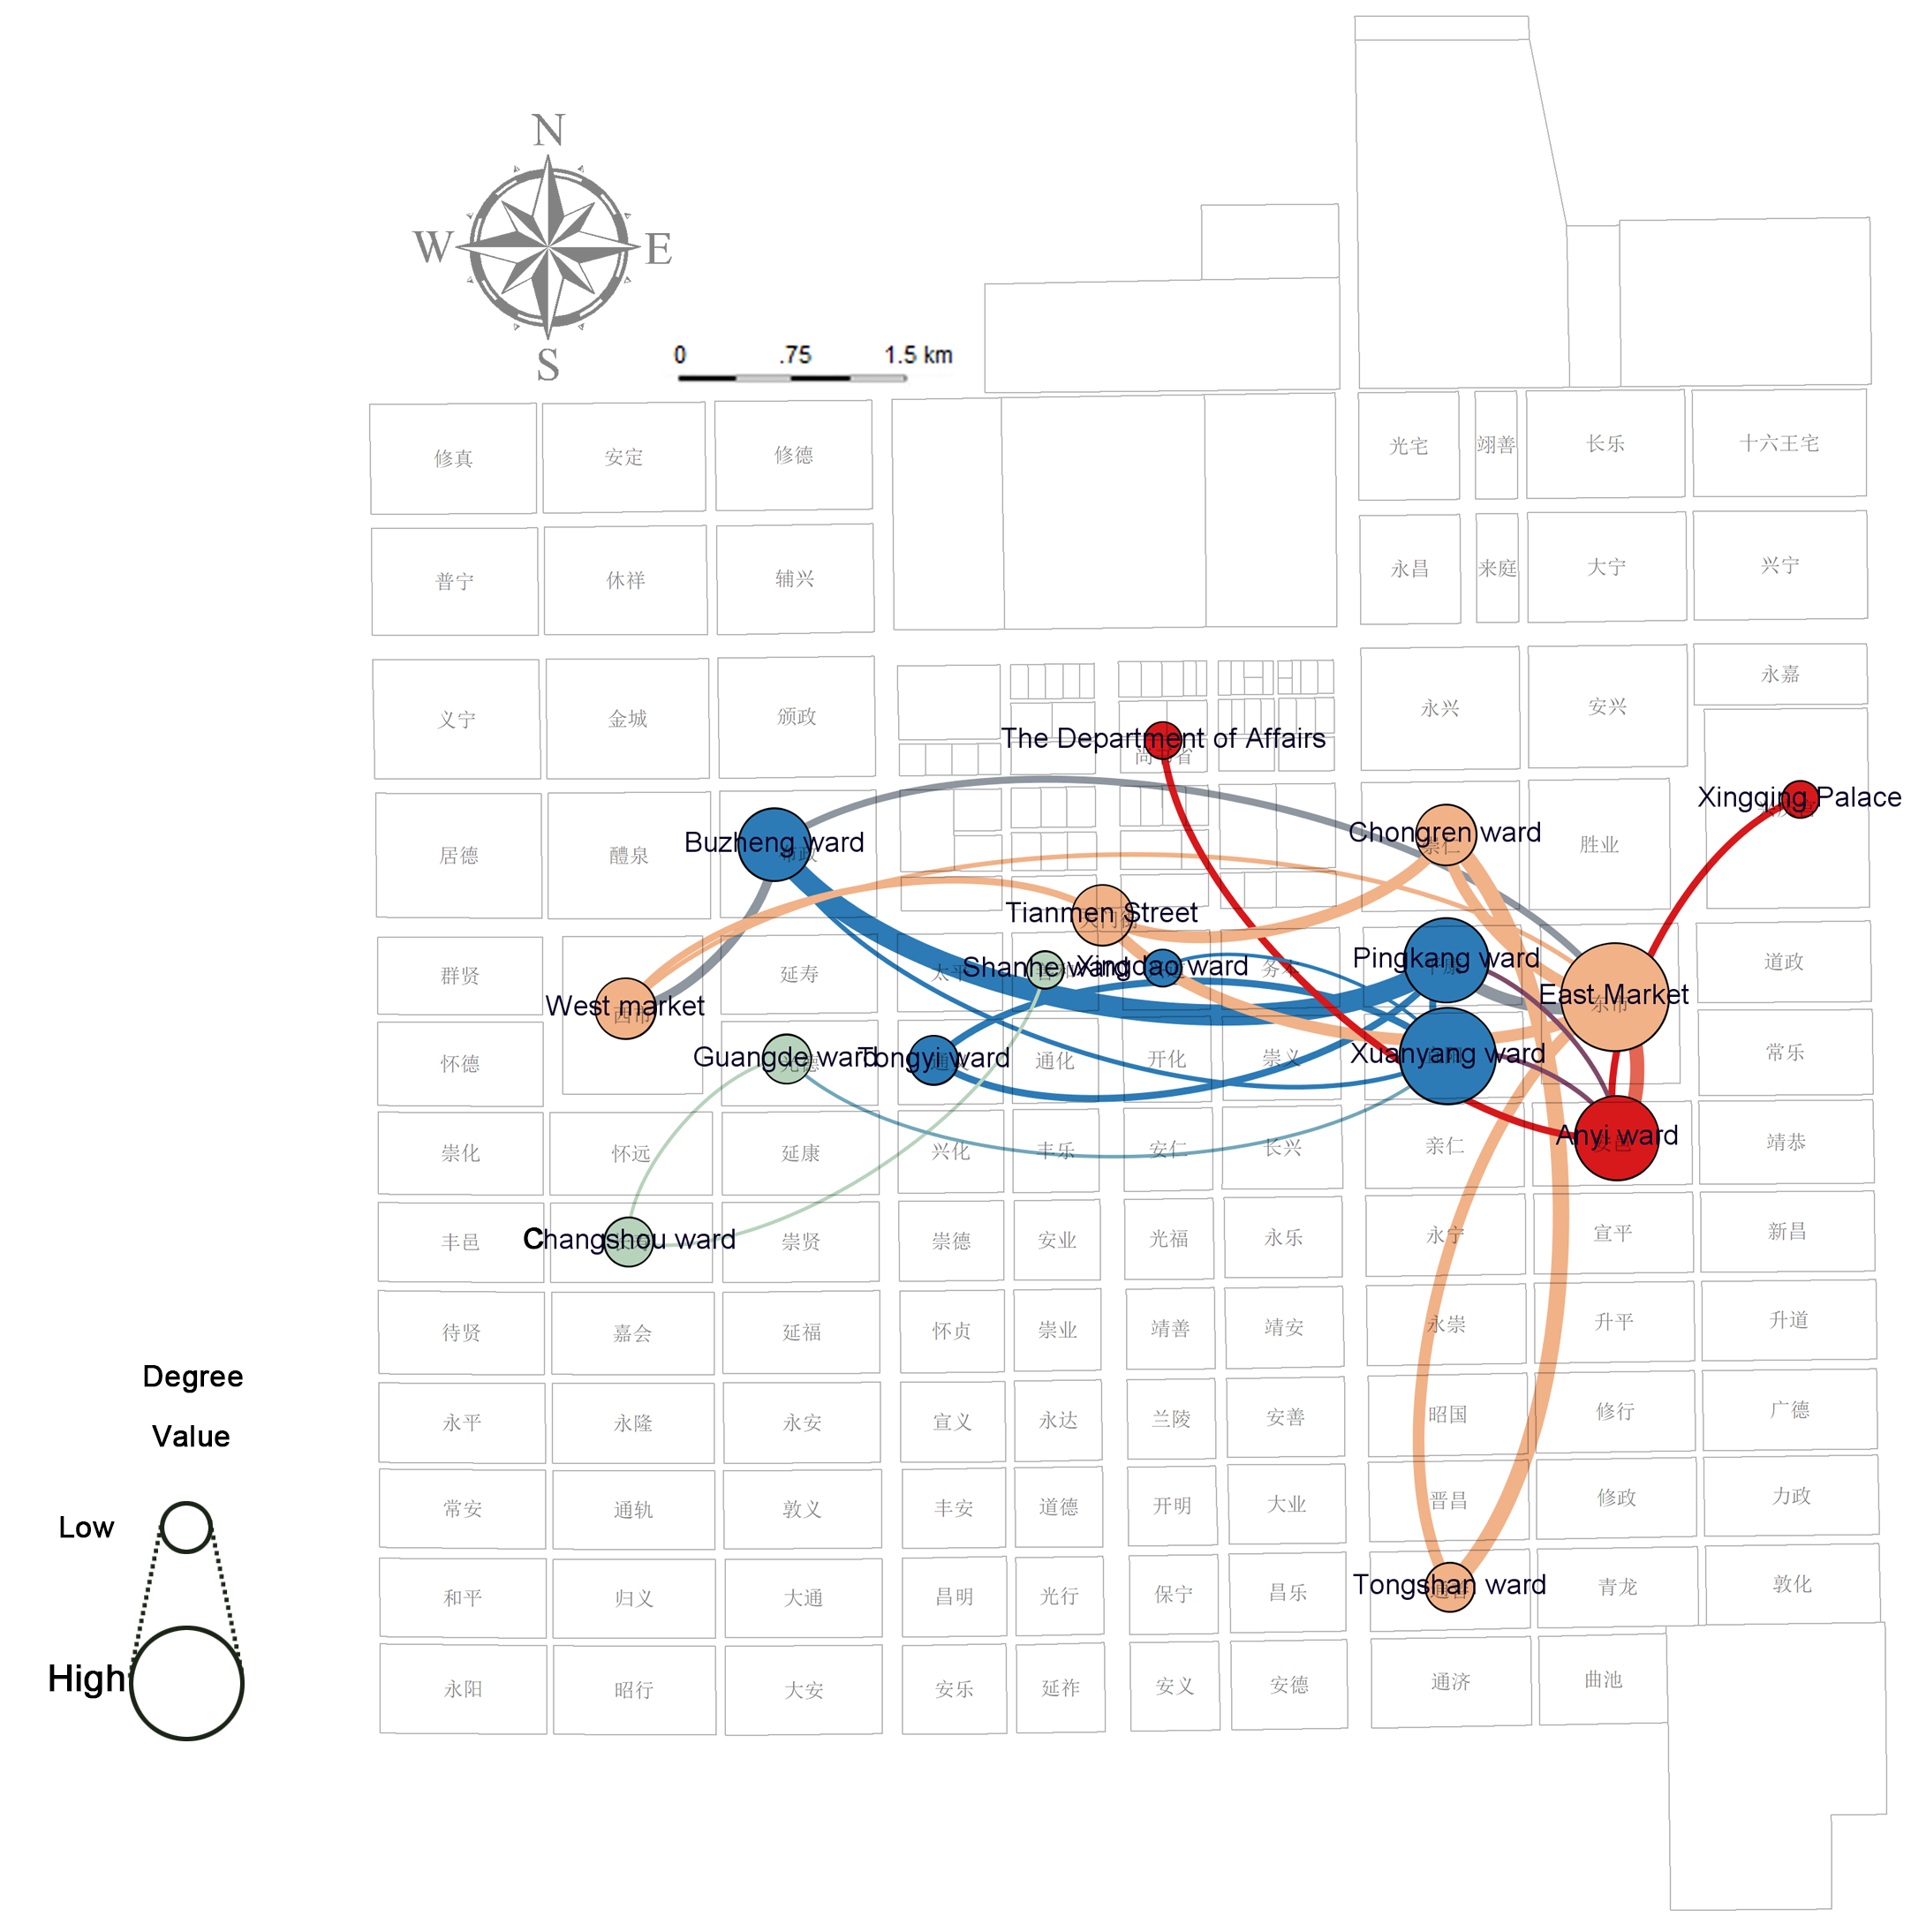 N
W
E
S
0 .75 1.5 km
修真 安定 修德 光宅 翊善 长乐 十六王宅
普宁 休祥 辅兴 永昌 来庭 大宁 兴宁
义宁 金城 颁政 永兴 安兴 永嘉
The Department of Affairs
Xingqing Palace
Buzheng ward
Chongren ward
居德 醴泉 胜业
Tianmen Street
群贤 延寿 太平 道政
Shanhe ward
Xingdao ward
Pingkang ward
West market
East Market
怀德 通化 开化 崇义 常乐
Guangde ward
Tongyi ward
Xuanyang ward
崇化 怀远 延康 兴化 丰乐 安仁 长兴 亲仁 靖恭
Anyi ward
丰邑 崇贤 崇德 安业 光福 永乐 永宁 宣平 新昌
Changshou ward
待贤 嘉会 延福 怀贞 崇业 靖善 靖安 永崇 升平 升道
永平 永隆 永安 宣义 永达 兰陵 安善 昭国 修行 广德
常安 通轨 敦义 丰安 道德 开明 大业 晋昌 修政 力政
和平 归义 大通 昌明 光行 保宁 昌乐 青龙 敦化
Tongshan ward
永阳 昭行 大安 安乐 延祚 安义 安德 通济 曲池
Degree
Value
Low
High